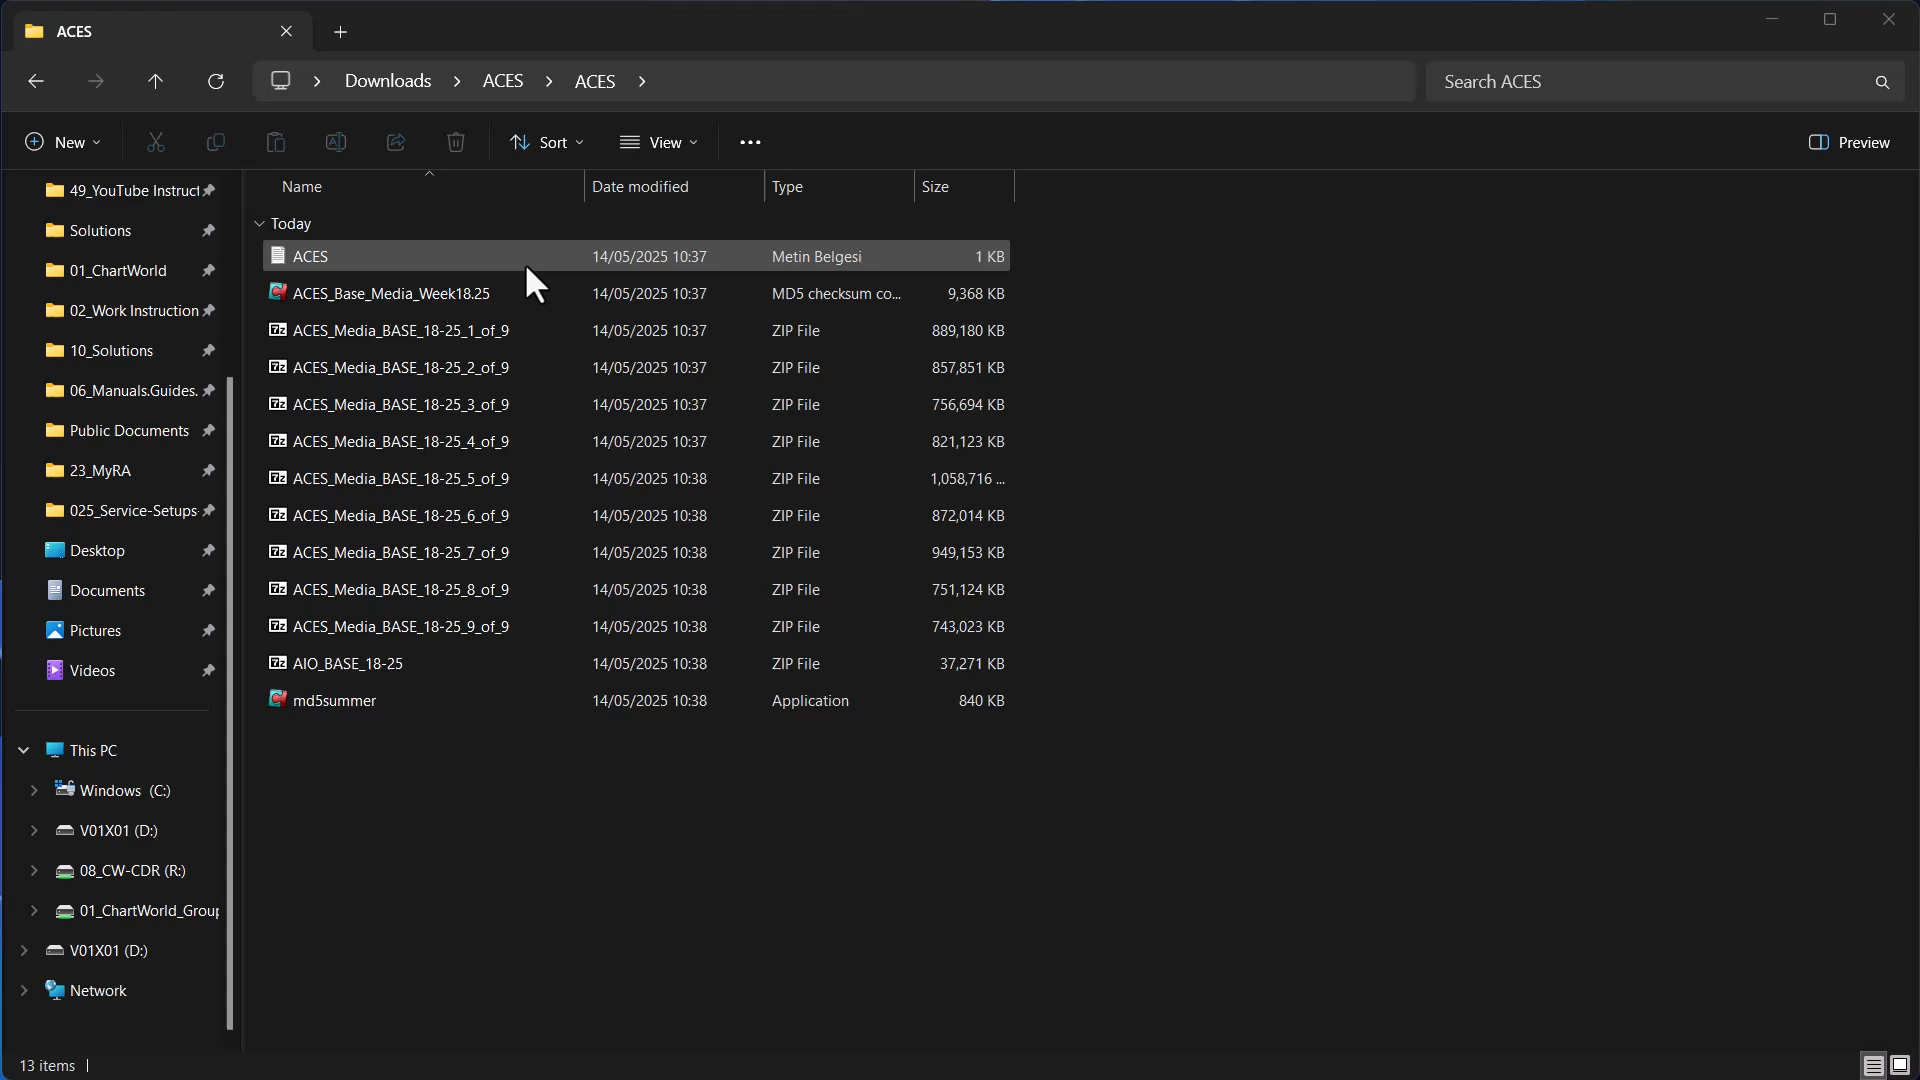 ACES
Downloads > ACES > ACES >
Search ACES
New
Sort
View
Preview
Name Date modified Type Size
49_YouTube Instruct
Solutions
01_ChartWorld
02_Work Instruction
10_Solutions
06_Manuals.Guides.
Public Documents
23_MyRA
025_Service-Setups-
Desktop
Documents
Pictures
Videos
This PC
Windows (C:)
V01X01 (D:)
08_CW-CDR (R:)
01_ChartWorld_Group
V01X01 (D:)
Network
Today
ACES 14/05/2025 10:37 Metin Belgesi 1 KB
ACES_Base_Media_Week18.25 14/05/2025 10:37 MD5 checksum co... 9,368 KB
ACES_Media_BASE_18-25_1_of_9 14/05/2025 10:37 ZIP File 889,180 KB
ACES_Media_BASE_18-25_2_of_9 14/05/2025 10:37 ZIP File 857,851 KB
ACES_Media_BASE_18-25_3_of_9 14/05/2025 10:37 ZIP File 756,694 KB
ACES_Media_BASE_18-25_4_of_9 14/05/2025 10:37 ZIP File 821,123 KB
ACES_Media_BASE_18-25_5_of_9 14/05/2025 10:38 ZIP File 1,058,716 ...
ACES_Media_BASE_18-25_6_of_9 14/05/2025 10:38 ZIP File 872,014 KB
ACES_Media_BASE_18-25_7_of_9 14/05/2025 10:38 ZIP File 949,153 KB
ACES_Media_BASE_18-25_8_of_9 14/05/2025 10:38 ZIP File 751,124 KB
ACES_Media_BASE_18-25_9_of_9 14/05/2025 10:38 ZIP File 743,023 KB
AIO_BASE_18-25 14/05/2025 10:38 ZIP File 37,271 KB
md5summer 14/05/2025 10:38 Application 840 KB
13 items